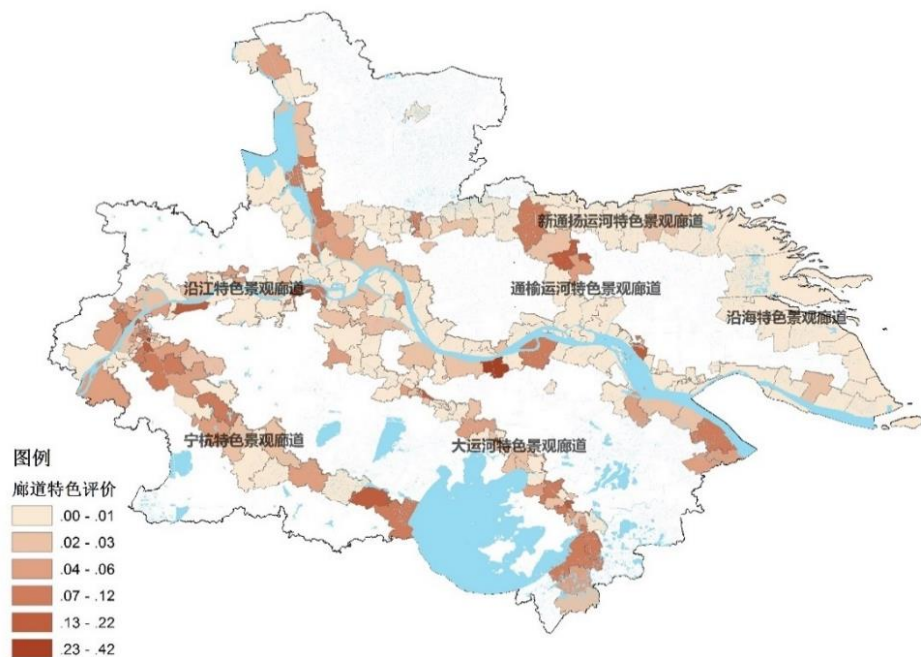 新通扬运河特色景观廊道
沿江特色景观廊道
通榆运河特色景观廊道
沿海特色景观廊道
宁杭特色景观廊道
大运河特色景观廊道
图例
廊道特色评价
.00 - .01
.02 - .03
.04 - .06
.07 - .12
.13 - .22
.23 - .42